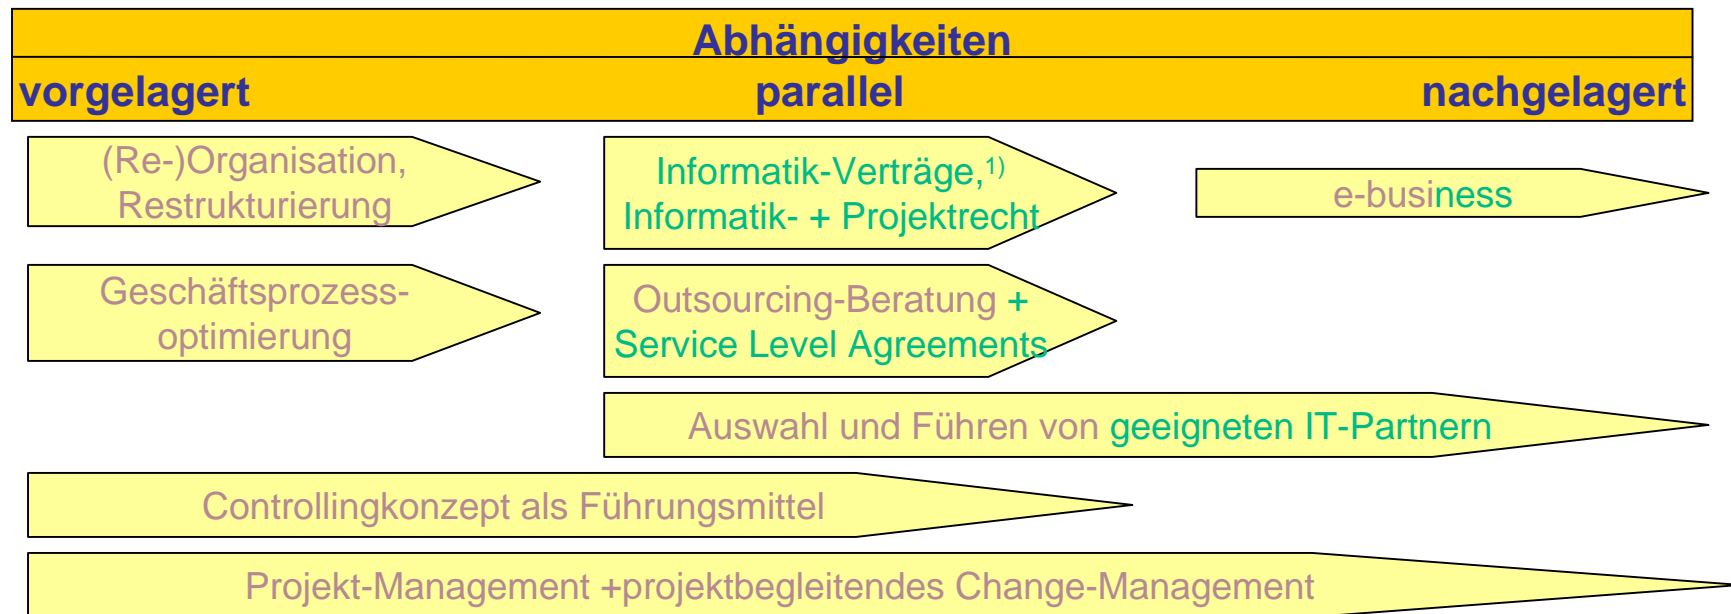 Abhängigkeiten
vorgelagert parallel nachgelagert
(Re-)Organisation,
Restrukturierung
Informatik-Verträge,1)
Informatik- + Projektrecht
e-business
Geschäftsprozess-
optimierung
Outsourcing-Beratung +
Service Level Agreements
Auswahl und Führen von geeigneten IT-Partnern
Controllingkonzept als Führungsmittel
Projekt-Management +projektbegleitendes Change-Management